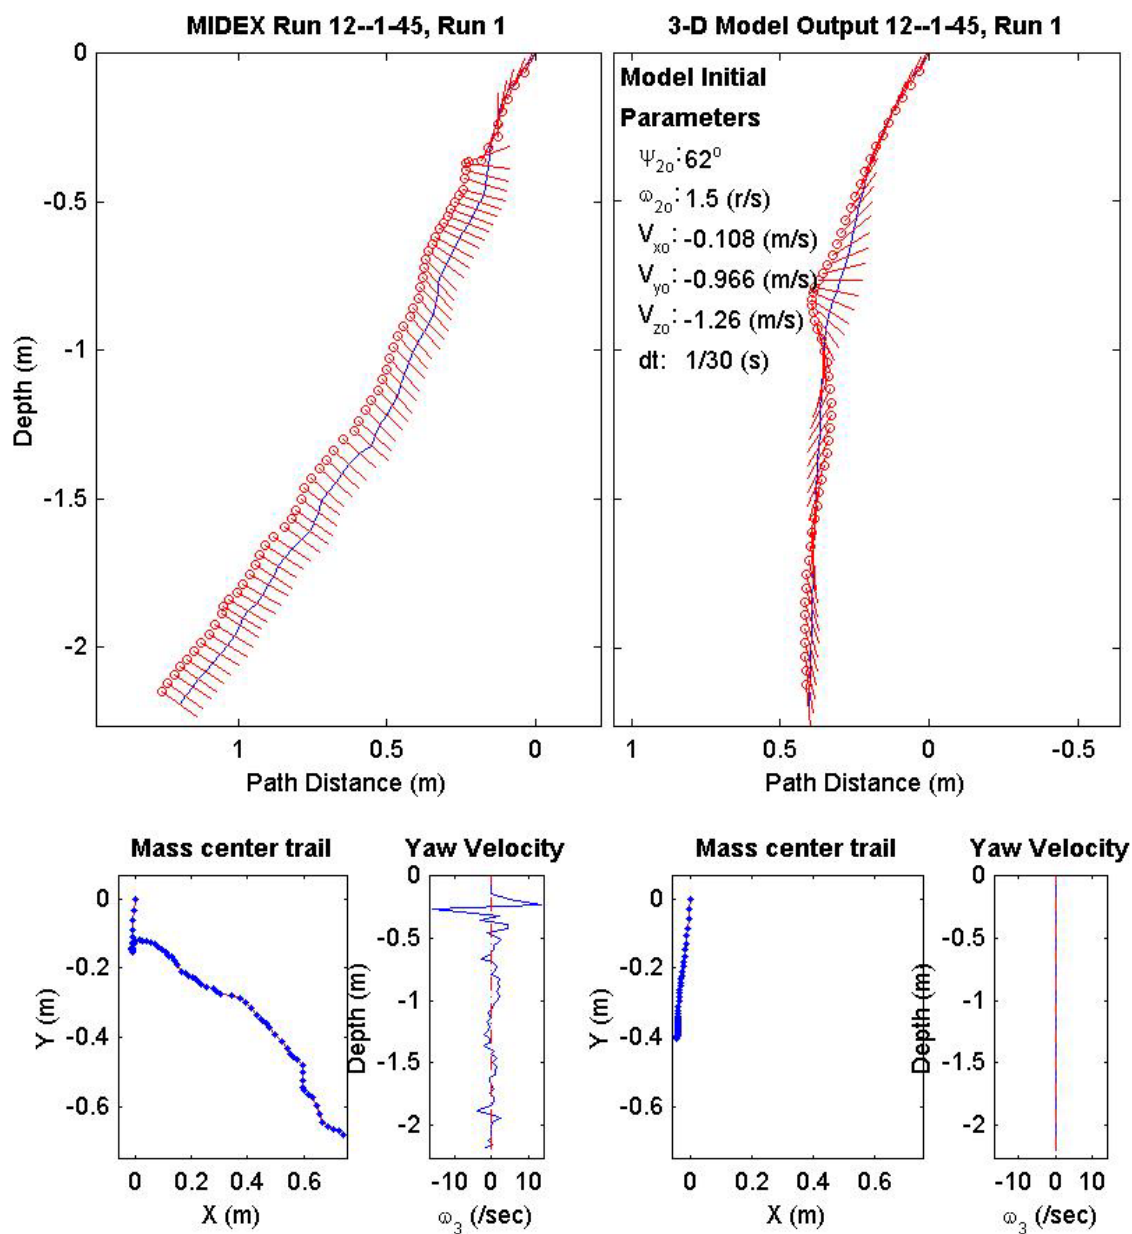 MIDEX Run 12--1-45, Run 1
3-D Model Output 12--1-45, Run 1
0
-0.5
-1
-1.5
-2
Depth (m)
1
0.5
0
Path Distance (m)
Model Initial
Parameters
Ψ2o: 62o
ω2o: 1.5 (r/s)
Vxo: -0.108 (m/s)
Vyo: -0.966 (m/s)
Vzo: -1.26 (m/s)
dt: 1/30 (s)
1
0.5
0
-0.5
Path Distance (m)
Mass center trail
0
-0.2
-0.4
-0.6
Y (m)
0
0.2
0.4
0.6
X (m)
Yaw Velocity
0
-0.5
-1
-1.5
-2
Depth (m)
-10
0
10
ω3 (/sec)
Mass center trail
0
-0.2
-0.4
-0.6
Y (m)
0
0.2
0.4
0.6
X (m)
Yaw Velocity
0
-0.5
-1
-1.5
-2
Depth (m)
-10
0
10
ω3 (/sec)